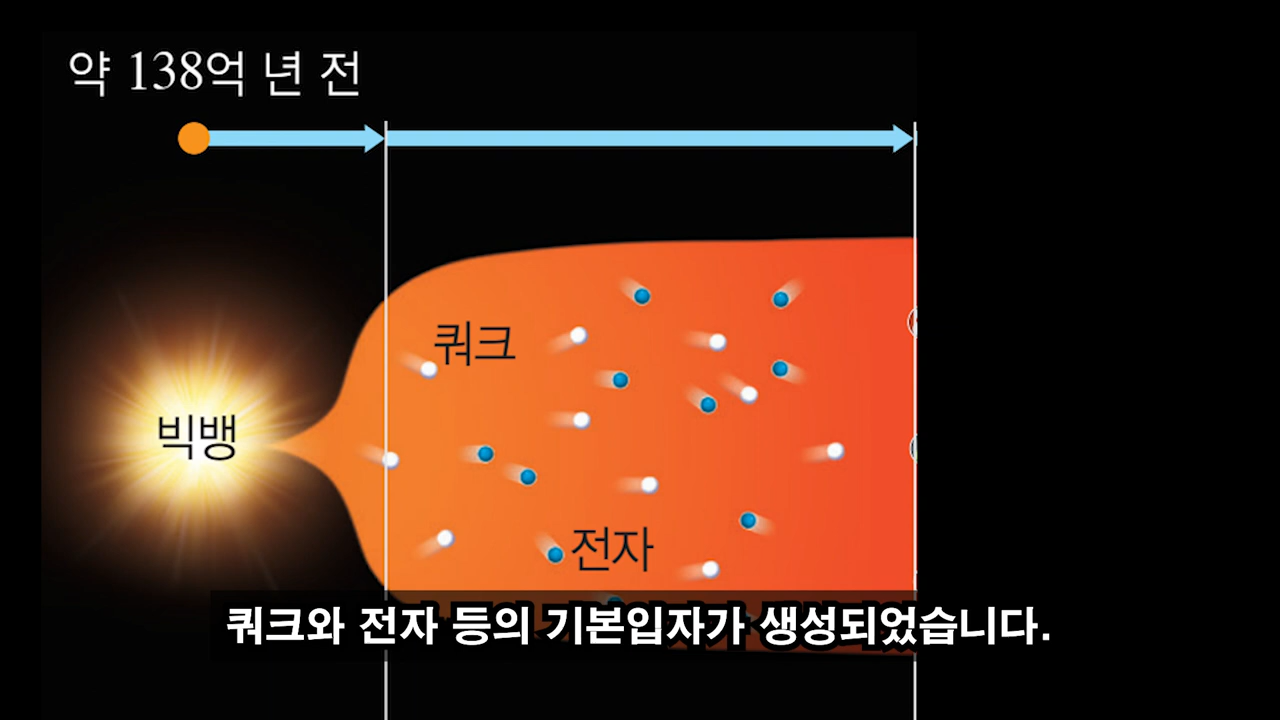 약 138억 년 전
쿼크
빅뱅
전자
쿼크와 전자 등의 기본입자가 생성되었습니다.